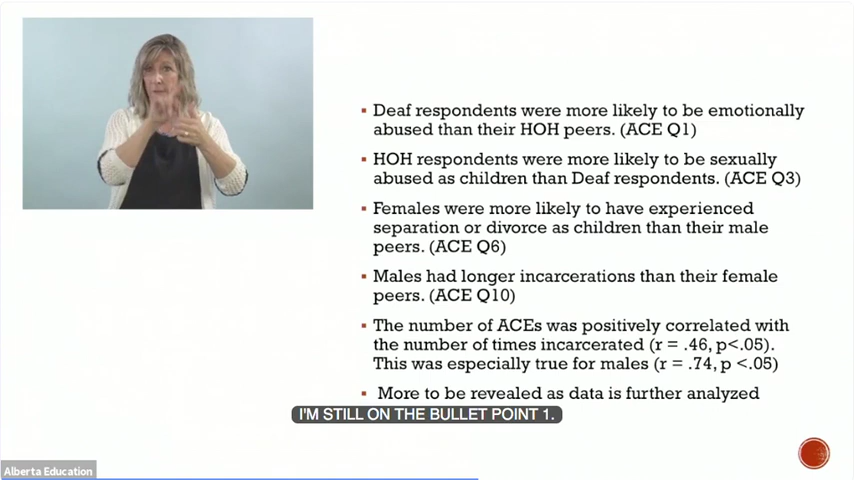 ▪ Deaf respondents were more likely to be emotionally
abused than their HOH peers. (ACE Q1)
▪ HOH respondents were more likely to be sexually
abused as children than Deaf respondents. (ACE Q3)
▪ Females were more likely to have experienced
separation or divorce as children than their male
peers. (ACE Q6)
▪ Males had longer incarcerations than their female
peers. (ACE Q10)
▪ The number of ACEs was positively correlated with
the number of times incarcerated (r = .46, p<.05).
This was especially true for males (r = .74, p <.05)
▪ More to be revealed as data is further analyzed
I'M STILL ON THE BULLET POINT 1.
Alberta Education